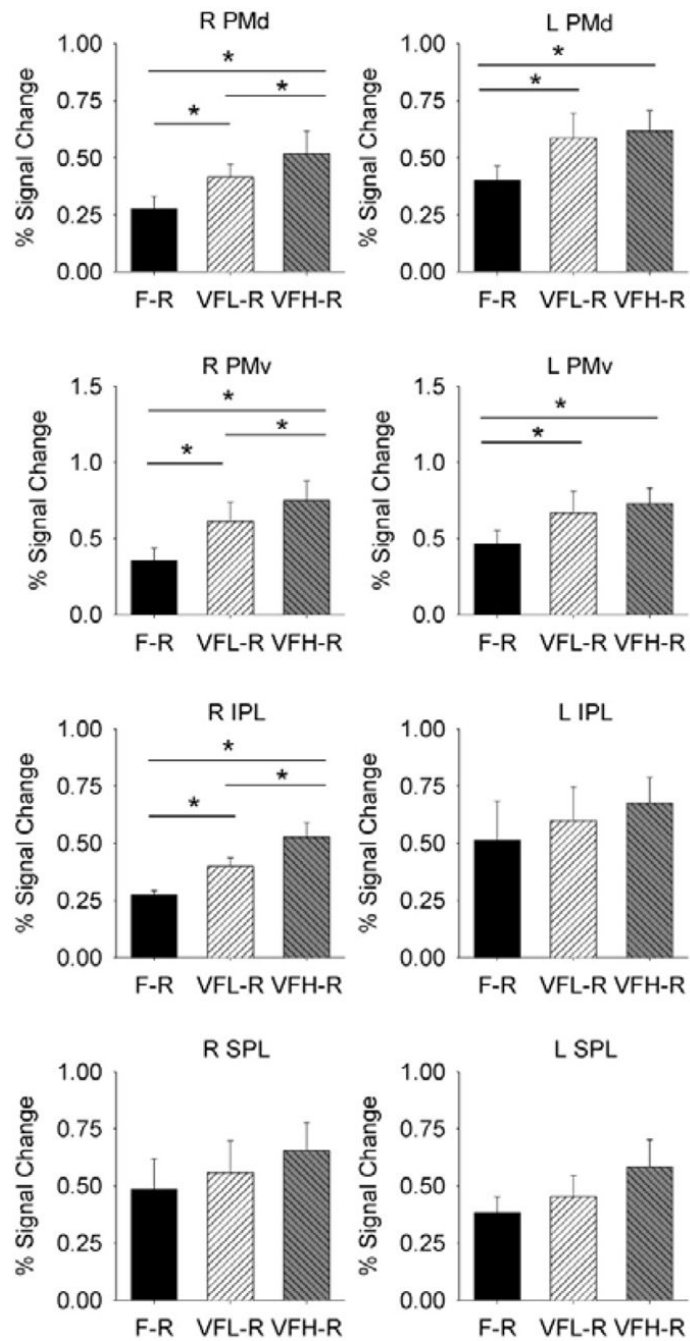 R PMd
L PMd
% Signal Change
1.00
0.75
0.50
0.25
0.00
*
*
*
F-R VFL-R VFH-R
% Signal Change
1.00
0.75
0.50
0.25
0.00
*
*
F-R VFL-R VFH-R
R PMv
L PMv
% Signal Change
1.5
1.0
0.5
0.0
*
*
*
F-R VFL-R VFH-R
% Signal Change
1.5
1.0
0.5
0.0
*
*
F-R VFL-R VFH-R
R IPL
L IPL
% Signal Change
1.00
0.75
0.50
0.25
0.00
*
*
*
F-R VFL-R VFH-R
% Signal Change
1.00
0.75
0.50
0.25
0.00
F-R VFL-R VFH-R
R SPL
L SPL
% Signal Change
1.00
0.75
0.50
0.25
0.00
F-R VFL-R VFH-R
% Signal Change
1.00
0.75
0.50
0.25
0.00
F-R VFL-R VFH-R